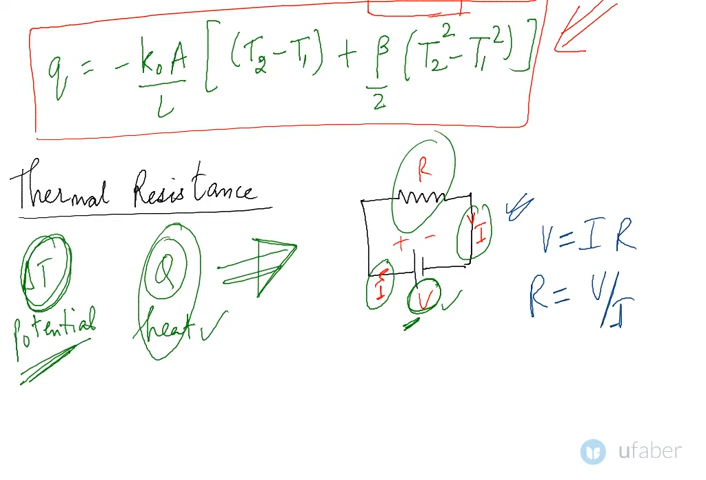 q = - k₀A/L [ (T₂ - T₁) + β/2 (T₂² - T₁²) ]
Thermal Resistance
R
ΔT Q + - I V = I R
I V R = V/I
potential heat
ufaber